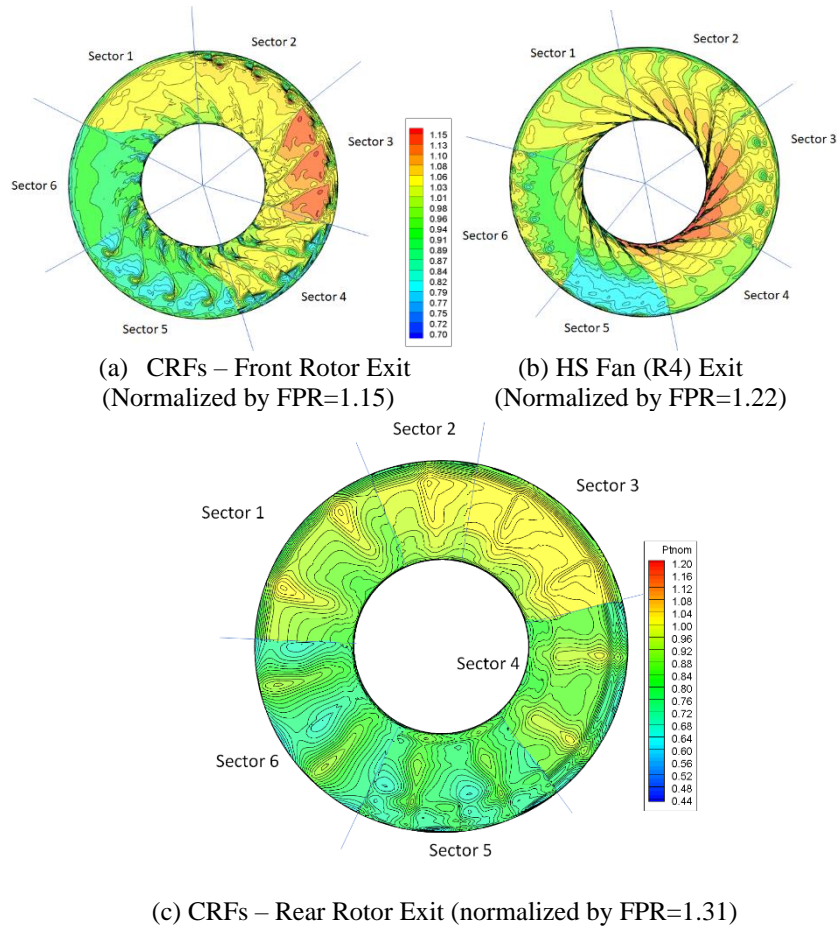 Sector 1
Sector 2
Sector 3
Sector 4
Sector 5
Sector 6
1.15
1.13
1.10
1.08
1.06
1.03
1.01
0.98
0.96
0.94
0.91
0.89
0.87
0.84
0.82
0.79
0.77
0.75
0.72
0.70
Sector 1
Sector 2
Sector 3
Sector 4
Sector 5
Sector 6
(a) CRFs – Front Rotor Exit
(Normalized by FPR=1.15)
(b) HS Fan (R4) Exit
(Normalized by FPR=1.22)
Sector 1
Sector 2
Sector 3
Sector 4
Sector 5
Sector 6
Ptnom
1.20
1.16
1.12
1.08
1.04
1.00
0.96
0.92
0.88
0.84
0.80
0.76
0.72
0.68
0.64
0.60
0.56
0.52
0.48
0.44
(c) CRFs – Rear Rotor Exit (normalized by FPR=1.31)